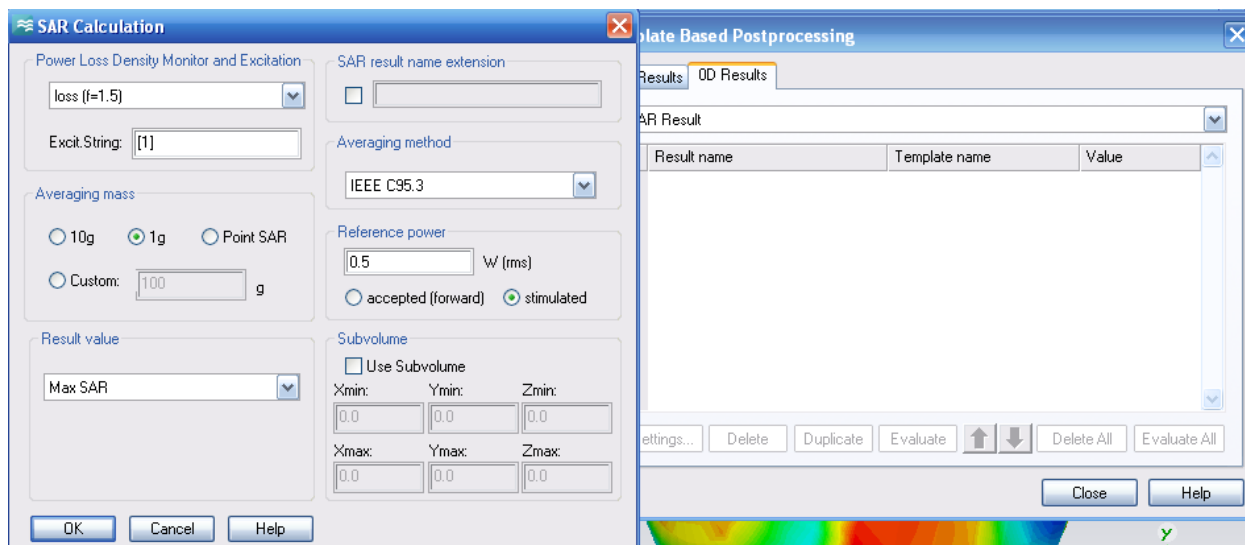 SAR Calculation
Power Loss Density Monitor and Excitation
loss (f=1.5)
Excit.String: [1]
Averaging mass
10g 1g Point SAR
Custom: 100 g
Result value
Max SAR
OK Cancel Help
SAR result name extension
Averaging method
IEEE C95.3
Reference power
0.5 W (rms)
accepted (forward) stimulated
Subvolume
Use Subvolume
Xmin: Ymin: Zmin:
0.0 0.0 0.0
Xmax: Ymax: Zmax:
0.0 0.0 0.0
plate Based Postprocessing
Results 0D Results
AR Result
Result name Template name Value
ettings... Delete Duplicate Evaluate Delete All Evaluate All
Close Help
y